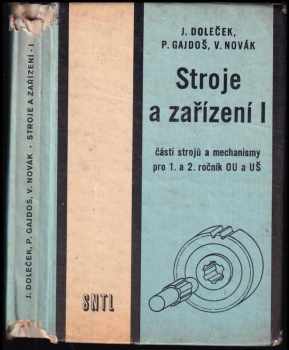 J. DOLEČEK, P. GAJDOŠ, V. NOVÁK • STROJE A ZAŘÍZENÍ - I
J. DOLEČEK,
P. GAJDOŠ, V. NOVÁK
Stroje
a zařízení I
části strojů a mechanismy
pro 1. a 2. ročník OU a UŠ
SNTL